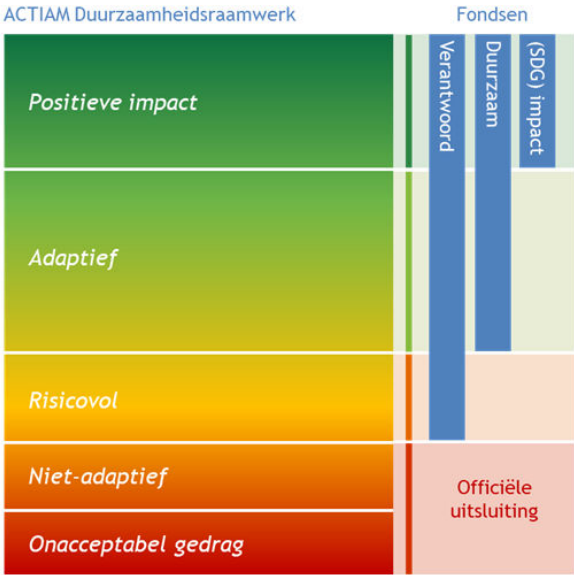 ACTIAM Duurzaamheidsraamwerk
Fondsen
Positieve impact
Verantwoord
Duurzaam
(SDG) impact
Adaptief
Risicovol
Niet-adaptief
Officiële
uitsluiting
Onacceptabel gedrag